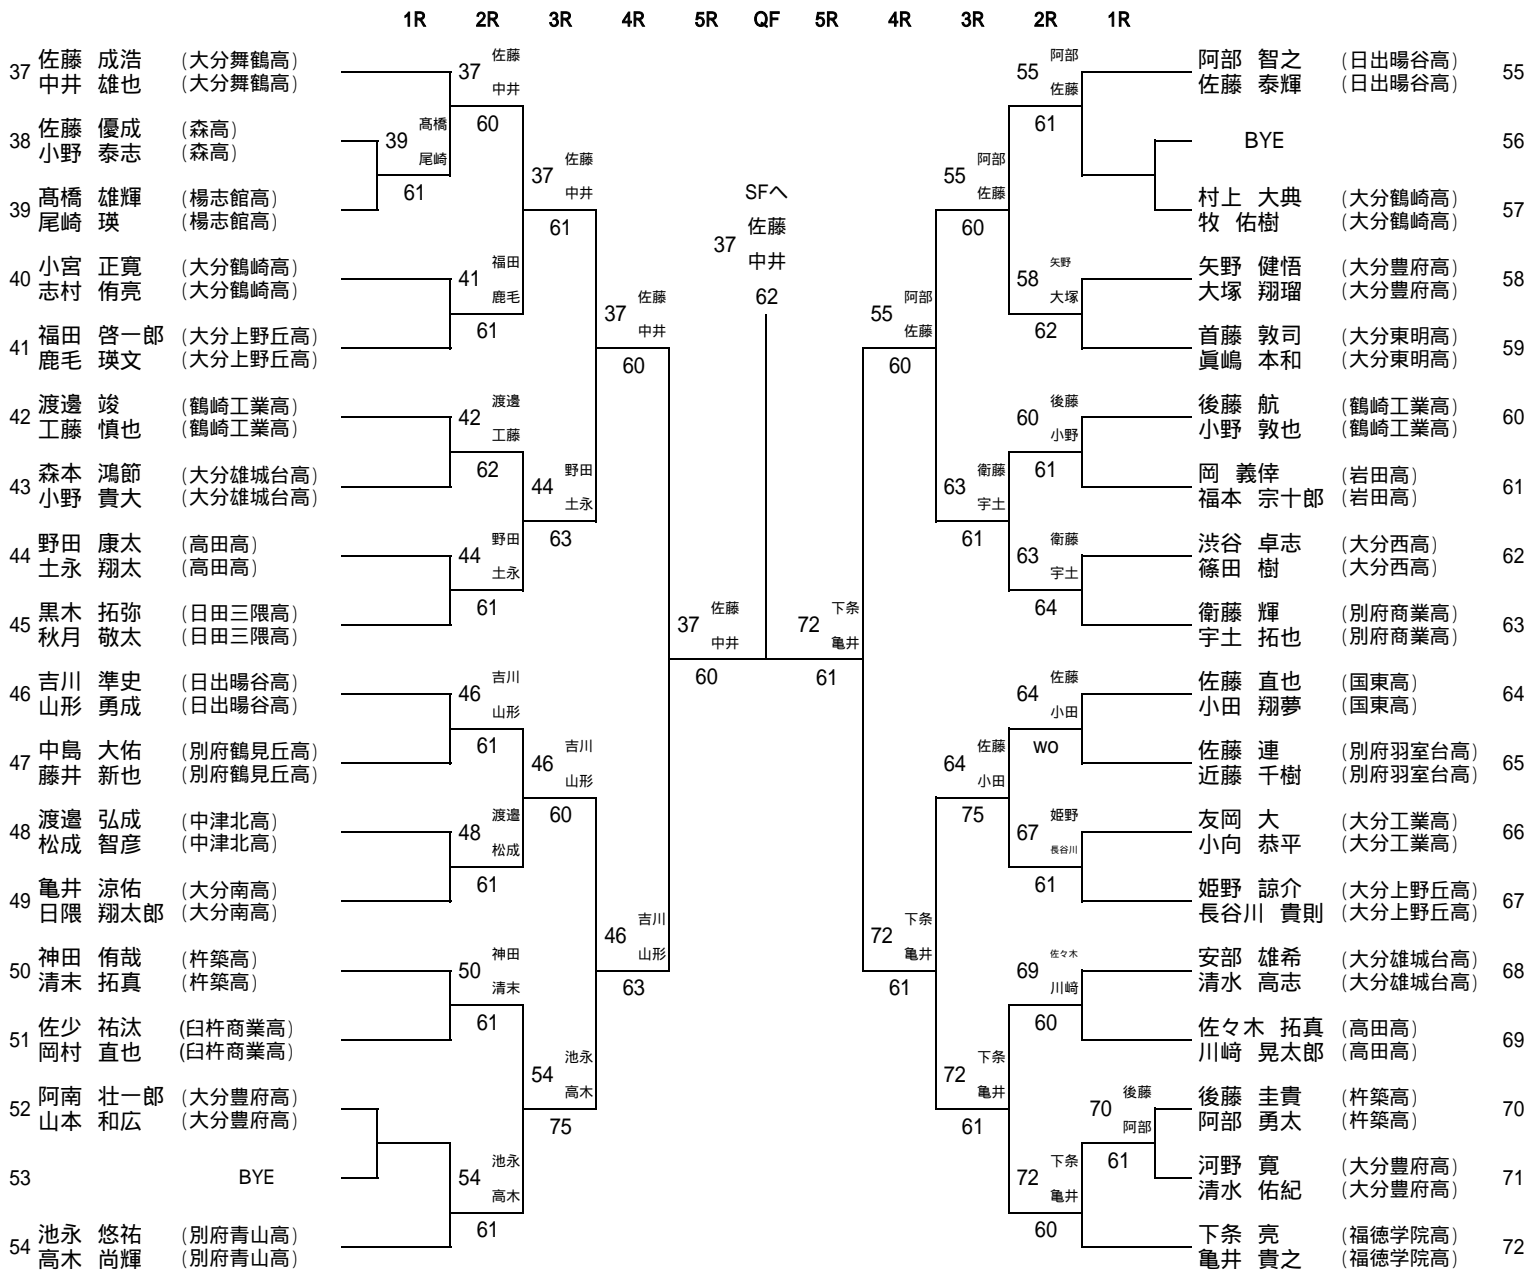 1R 2R 3R 4R 5R QF 5R 4R 3R 2R 1R
37 佐藤 成浩 (大分舞鶴高)
中井 雄也 (大分舞鶴高)
38 佐藤 優成 (森高)
小野 泰志 (森高)
39 髙橋 雄輝 (楊志館高)
尾崎 瑛 (楊志館高)
40 小宮 正寛 (大分鶴崎高)
志村 侑亮 (大分鶴崎高)
41 福田 啓一郎 (大分上野丘高)
鹿毛 瑛文 (大分上野丘高)
42 渡邊 竣 (鶴崎工業高)
工藤 慎也 (鶴崎工業高)
43 森本 鴻節 (大分雄城台高)
小野 貴大 (大分雄城台高)
44 野田 康太 (高田高)
土永 翔太 (高田高)
45 黒木 拓弥 (日田三隈高)
秋月 敬太 (日田三隈高)
46 吉川 準史 (日出暘谷高)
山形 勇成 (日出暘谷高)
47 中島 大佑 (別府鶴見丘高)
藤井 新也 (別府鶴見丘高)
48 渡邉 弘成 (中津北高)
松成 智彦 (中津北高)
49 亀井 涼佑 (大分南高)
日隈 翔太郎 (大分南高)
50 神田 侑哉 (杵築高)
清末 拓真 (杵築高)
51 佐少 祐汰 (臼杵商業高)
岡村 直也 (臼杵商業高)
52 阿南 壮一郎 (大分豊府高)
山本 和広 (大分豊府高)
53 BYE
54 池永 悠祐 (別府青山高)
高木 尚輝 (別府青山高)
39 髙橋
尾崎
61
37 佐藤
中井
60
41 福田
鹿毛
61
42 渡邊
工藤
62
44 野田
土永
61
46 吉川
山形
61
48 渡邉
松成
61
50 神田
清末
61
54 池永
高木
61
37 佐藤
中井
61
44 野田
土永
63
46 吉川
山形
60
54 池永
高木
75
37 佐藤
中井
60
46 吉川
山形
63
37 佐藤
中井
60
SFへ
37 佐藤
中井
62
72 下条
亀井
61
55 阿部
佐藤
60
72 下条
亀井
61
55 阿部
佐藤
60
63 衛藤
宇土
61
64 佐藤
小田
75
72 下条
亀井
61
55 阿部
佐藤
61
58 矢野
大塚
62
60 後藤
小野
61
63 衛藤
宇土
64
64 佐藤
小田
wo
67 姫野
長谷川
61
69 佐々木
川﨑
60
72 下条
亀井
60
70 後藤
阿部
61
阿部 智之 (日出暘谷高) 55
佐藤 泰輝 (日出暘谷高)
BYE 56
村上 大典 (大分鶴崎高) 57
牧 佑樹 (大分鶴崎高)
矢野 健悟 (大分豊府高) 58
大塚 翔瑠 (大分豊府高)
首藤 敦司 (大分東明高) 59
眞嶋 本和 (大分東明高)
後藤 航 (鶴崎工業高) 60
小野 敦也 (鶴崎工業高)
岡 義倖 (岩田高) 61
福本 宗十郎 (岩田高)
渋谷 卓志 (大分西高) 62
篠田 樹 (大分西高)
衛藤 輝 (別府商業高) 63
宇土 拓也 (別府商業高)
佐藤 直也 (国東高) 64
小田 翔夢 (国東高)
佐藤 連 (別府羽室台高) 65
近藤 千樹 (別府羽室台高)
友岡 大 (大分工業高) 66
小向 恭平 (大分工業高)
姫野 諒介 (大分上野丘高) 67
長谷川 貴則 (大分上野丘高)
安部 雄希 (大分雄城台高) 68
清水 高志 (大分雄城台高)
佐々木 拓真 (高田高) 69
川﨑 晃太郎 (高田高)
後藤 圭貴 (杵築高) 70
阿部 勇太 (杵築高)
河野 寛 (大分豊府高) 71
清水 佑紀 (大分豊府高)
下条 亮 (福徳学院高) 72
亀井 貴之 (福徳学院高)